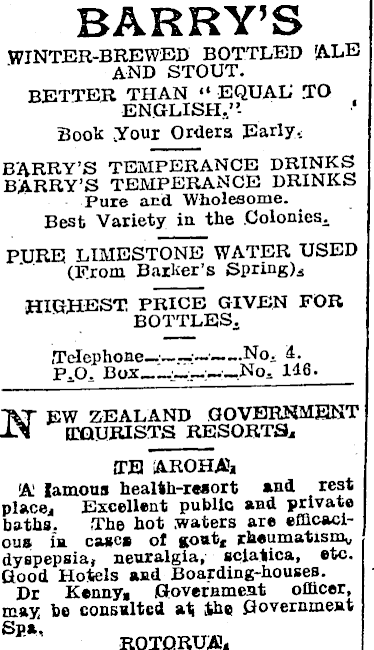 BARRY'S
WINTER-BREWED BOTTLED ALE
AND STOUT.
BETTER THAN "EQUAL TO
ENGLISH."
Book Your Orders Early.
BARRY'S TEMPERANCE DRINKS
BARRY'S TEMPERANCE DRINKS
Pure and Wholesome.
Best Variety in the Colonies.
PURE LIMESTONE WATER USED
(From Barker's Spring).
HIGHEST PRICE GIVEN FOR
BOTTLES.
Telephone..........No. 4.
P.O. Box..........No. 146.
NEW ZEALAND GOVERNMENT
TOURISTS RESORTS.
TE AROHA.
A famous health-resort and rest
place. Excellent public and private
baths. The hot waters are efficaci-
ous in cases of gout, rheumatism,
dyspepsia, neuralgia, sciatica, etc.
Good Hotels and Boarding-houses.
Dr Kenny, Government officer,
may be consulted at the Government
Spa.
ROTORUA.